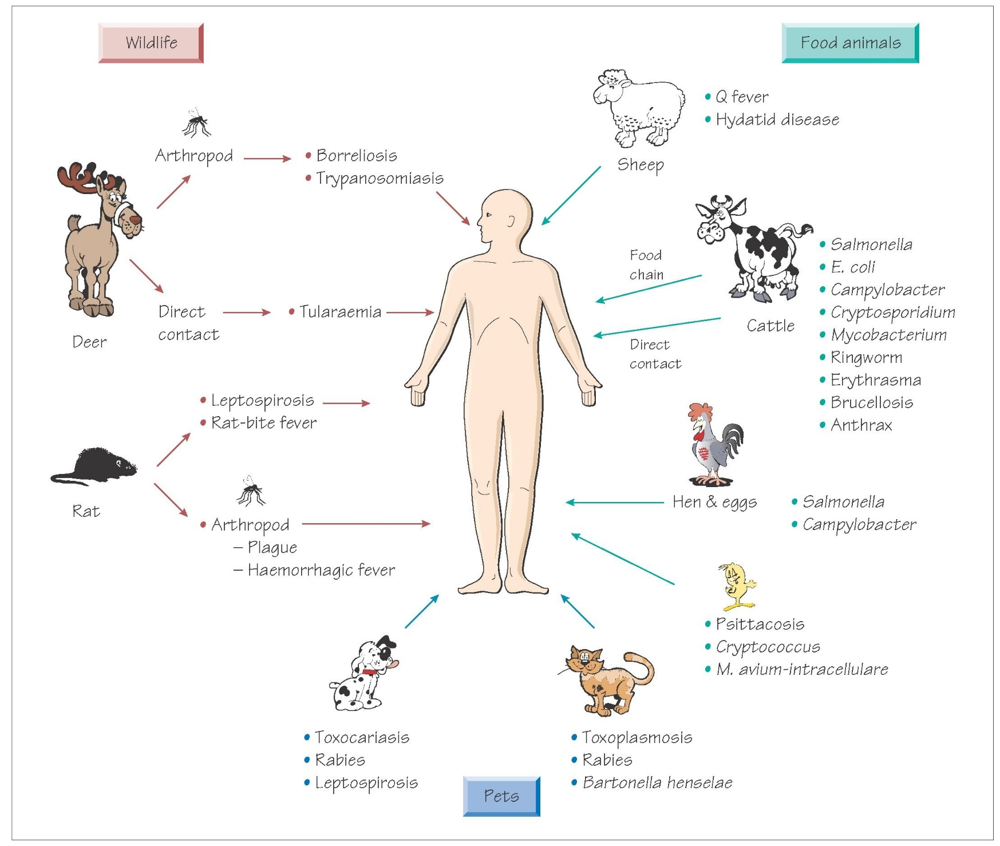 Wildlife
Food animals
• Q fever
• Hydatid disease
Sheep
Arthropod
• Borreliosis
• Trypanosomiasis
Deer
Direct
contact
• Tularaemia
Food
chain
Direct
contact
Cattle
• Salmonella
• E. coli
• Campylobacter
• Cryptosporidium
• Mycobacterium
• Ringworm
• Erythrasma
• Brucellosis
• Anthrax
• Leptospirosis
• Rat-bite fever
Rat
• Arthropod
– Plague
– Haemorrhagic fever
Hen & eggs
• Salmonella
• Campylobacter
• Psittacosis
• Cryptococcus
• M. avium-intracellulare
• Toxocariasis
• Rabies
• Leptospirosis
• Toxoplasmosis
• Rabies
• Bartonella henselae
Pets